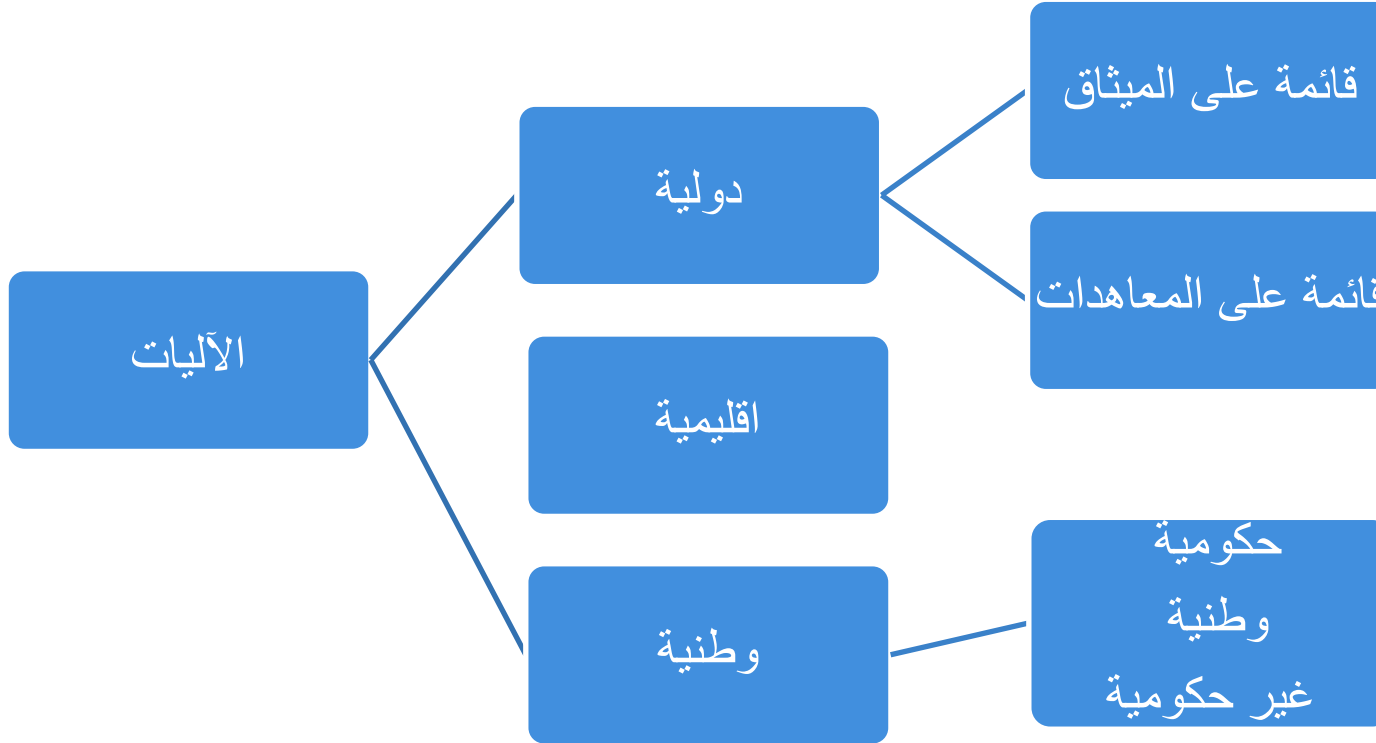 الآليات
دولية
قائمة على الميثاق
قائمة على المعاهدات
اقليمية
وطنية
حكومية
وطنية
غير حكومية